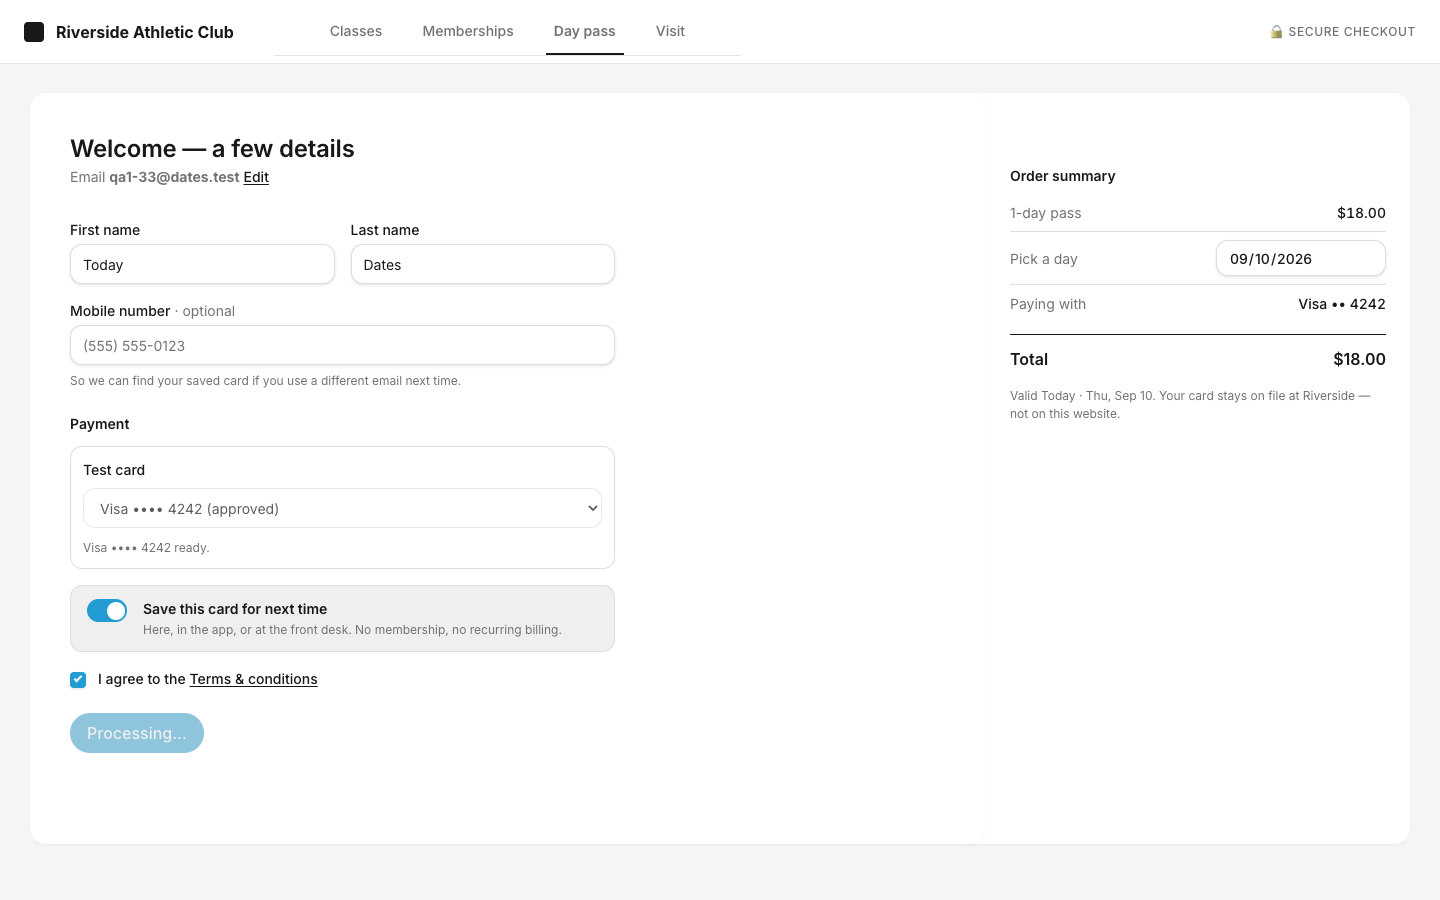 Riverside Athletic Club
Classes
Memberships
Day pass
Visit
🔒 SECURE CHECKOUT
Welcome — a few details
Email qa1-33@dates.test Edit
First name
Last name
Today
Dates
Mobile number · optional
(555) 555-0123
So we can find your saved card if you use a different email next time.
Payment
Test card
Visa •••• 4242 (approved)
Visa •••• 4242 ready.
Save this card for next time
Here, in the app, or at the front desk. No membership, no recurring billing.
I agree to the Terms & conditions
Processing...
Order summary
1-day pass $18.00
Pick a day 09/10/2026
Paying with Visa •• 4242
Total $18.00
Valid Today · Thu, Sep 10. Your card stays on file at Riverside —
not on this website.